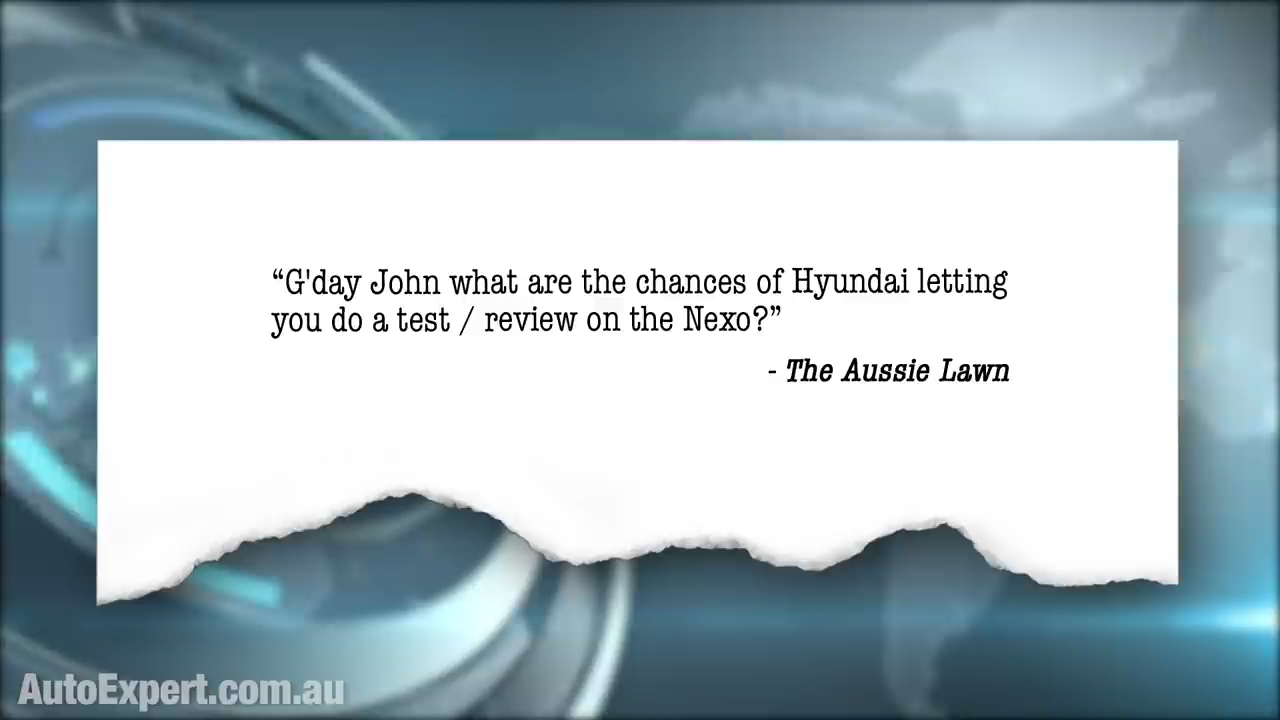 “G'day John what are the chances of Hyundai letting
you do a test / review on the Nexo?”
- The Aussie Lawn
AutoExpert.com.au